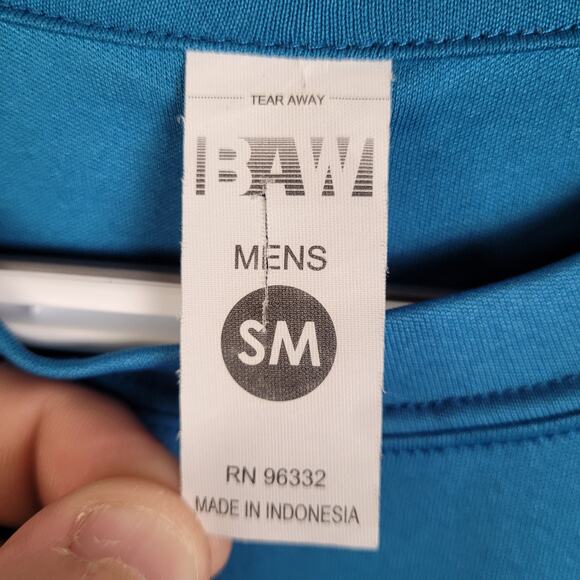 TEAR AWAY
BAW
MENS
SM
RN 96332
MADE IN INDONESIA